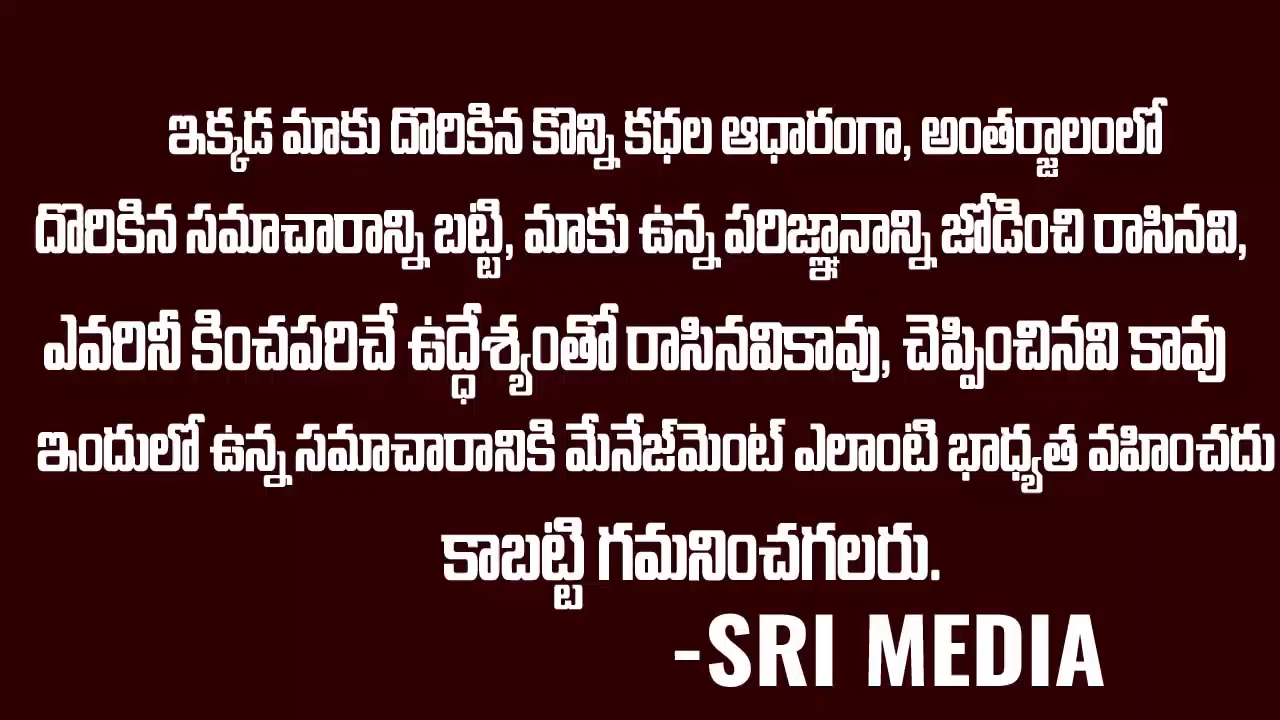 ఇక్కడ మాకు దొరికిన కొన్ని కధల ఆధారంగా, అంతర్జాలంలో
దొరికిన సమాచారాన్ని బట్టి, మాకు ఉన్న పరిజ్ఞానాన్ని జోడించి రాసినవి,
ఎవరినీ కించపరిచే ఉద్ధేశ్యంతో రాసినవికావు, చెప్పించినవి కావు
ఇందులో ఉన్న సమాచారానికి మేనేజ్‌మెంట్ ఎలాంటి భాధ్యత వహించదు
కాబట్టి గమనించగలరు.
-SRI MEDIA